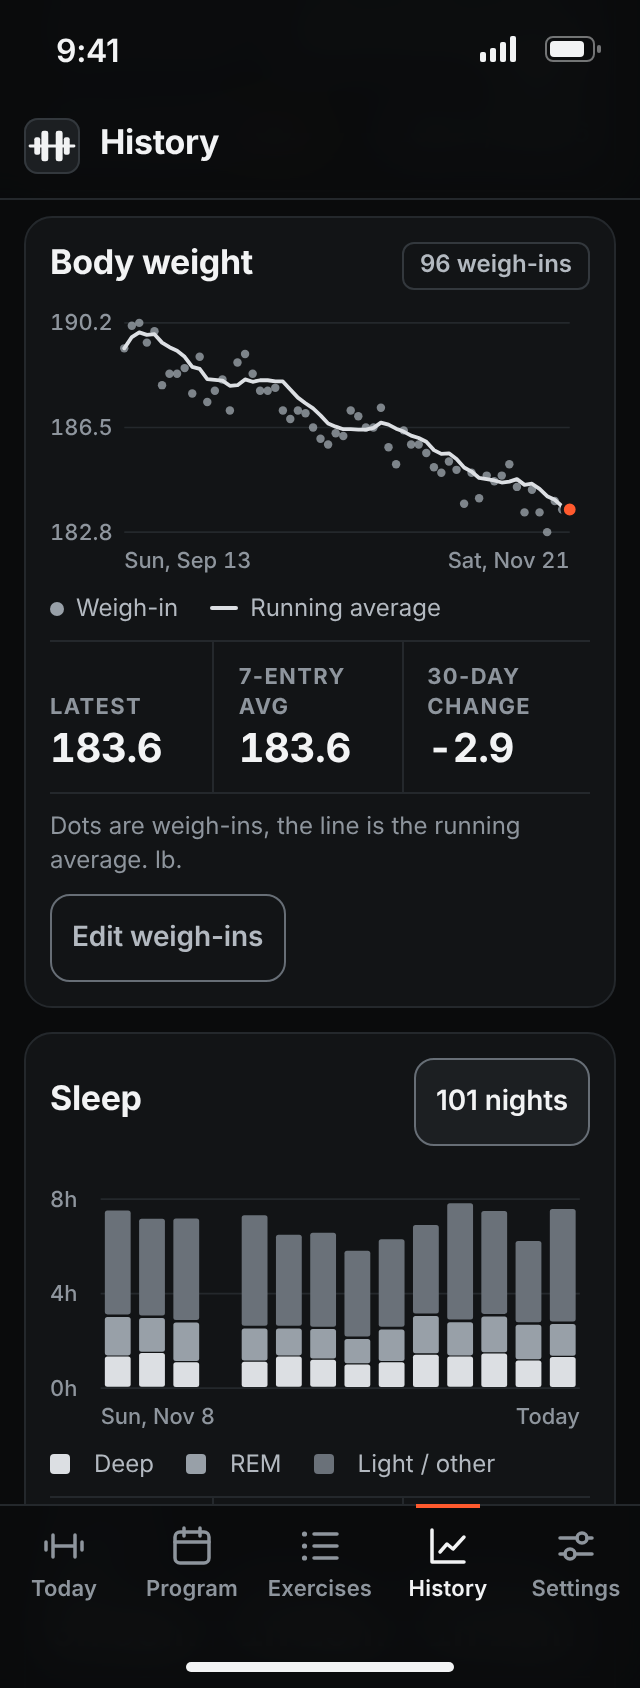 9:41
History
Body weight
96 weigh-ins
190.2
186.5
182.8
Sun, Sep 13
Sat, Nov 21
Weigh-in
Running average
LATEST
183.6
7-ENTRY
AVG
183.6
30-DAY
CHANGE
-2.9
Dots are weigh-ins, the line is the running
average. lb.
Edit weigh-ins
Sleep
101 nights
8h
4h
0h
Sun, Nov 8
Today
Deep
REM
Light / other
Today
Program
Exercises
History
Settings